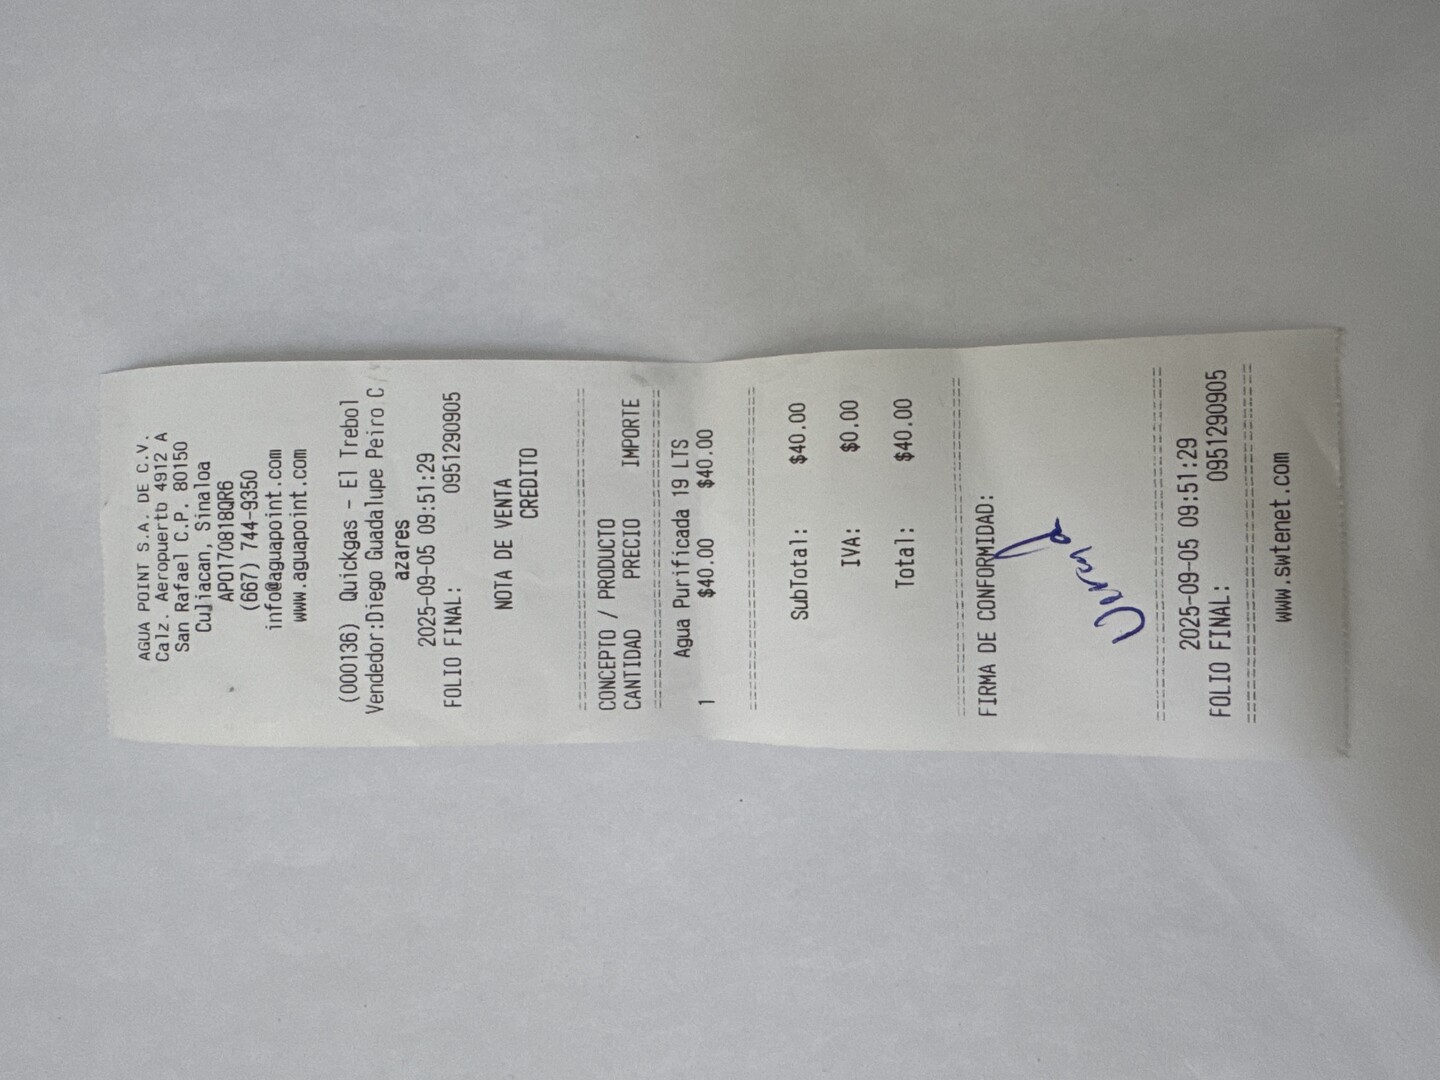 AGUA POINT S.A. DE C.V.
Calz. Aeropuerto 4912 A
San Rafael C.P. 80150
Culiacan, Sinaloa
APO170818QR6
(667) 744-9350
info@aguapoint.com
www.aguapoint.com
(000136) Quickgas - El Trebol
Vendedor:Diego Guadalupe Peiro C
azares
2025-09-05 09:51:29
FOLIO FINAL: 0951290905
NOTA DE VENTA
CREDITO
================================
CONCEPTO / PRODUCTO
CANTIDAD PRECIO IMPORTE
================================
Agua Purificada 19 LTS
1 $40.00 $40.00
================================
SubTotal: $40.00
IVA: $0.00
Total: $40.00
================================
FIRMA DE CONFORMIDAD:
================================
2025-09-05 09:51:29
FOLIO FINAL: 0951290905
================================
www.swtenet.com